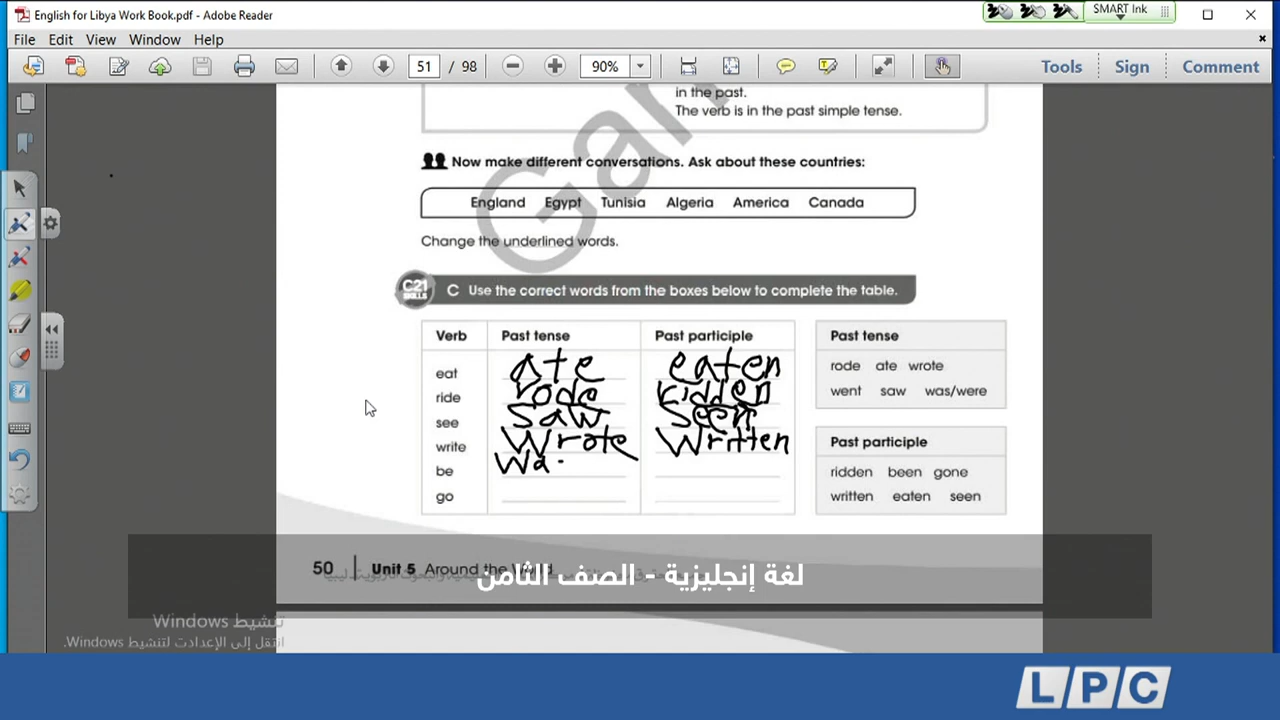 English for Libya Work Book.pdf - Adobe Reader
SMART Ink
File Edit View Window Help
51 / 98 90% Tools Sign Comment
in the past.
The verb is in the past simple tense.
Now make different conversations. Ask about these countries:
England Egypt Tunisia Algeria America Canada
Change the underlined words.
C21 SKILLS C Use the correct words from the boxes below to complete the table.
Verb Past tense Past participle
eat ate eaten
ride rode ridden
see saw seen
write wrote written
be Wa
go
Past tense
rode ate wrote
went saw was/were
Past participle
ridden been gone
written eaten seen
50 Unit 5 Around the World
لغة إنجليزية - الصف الثامن
تنشيط Windows
انتقل إلى الإعدادت لتنشيط Windows.
LPC